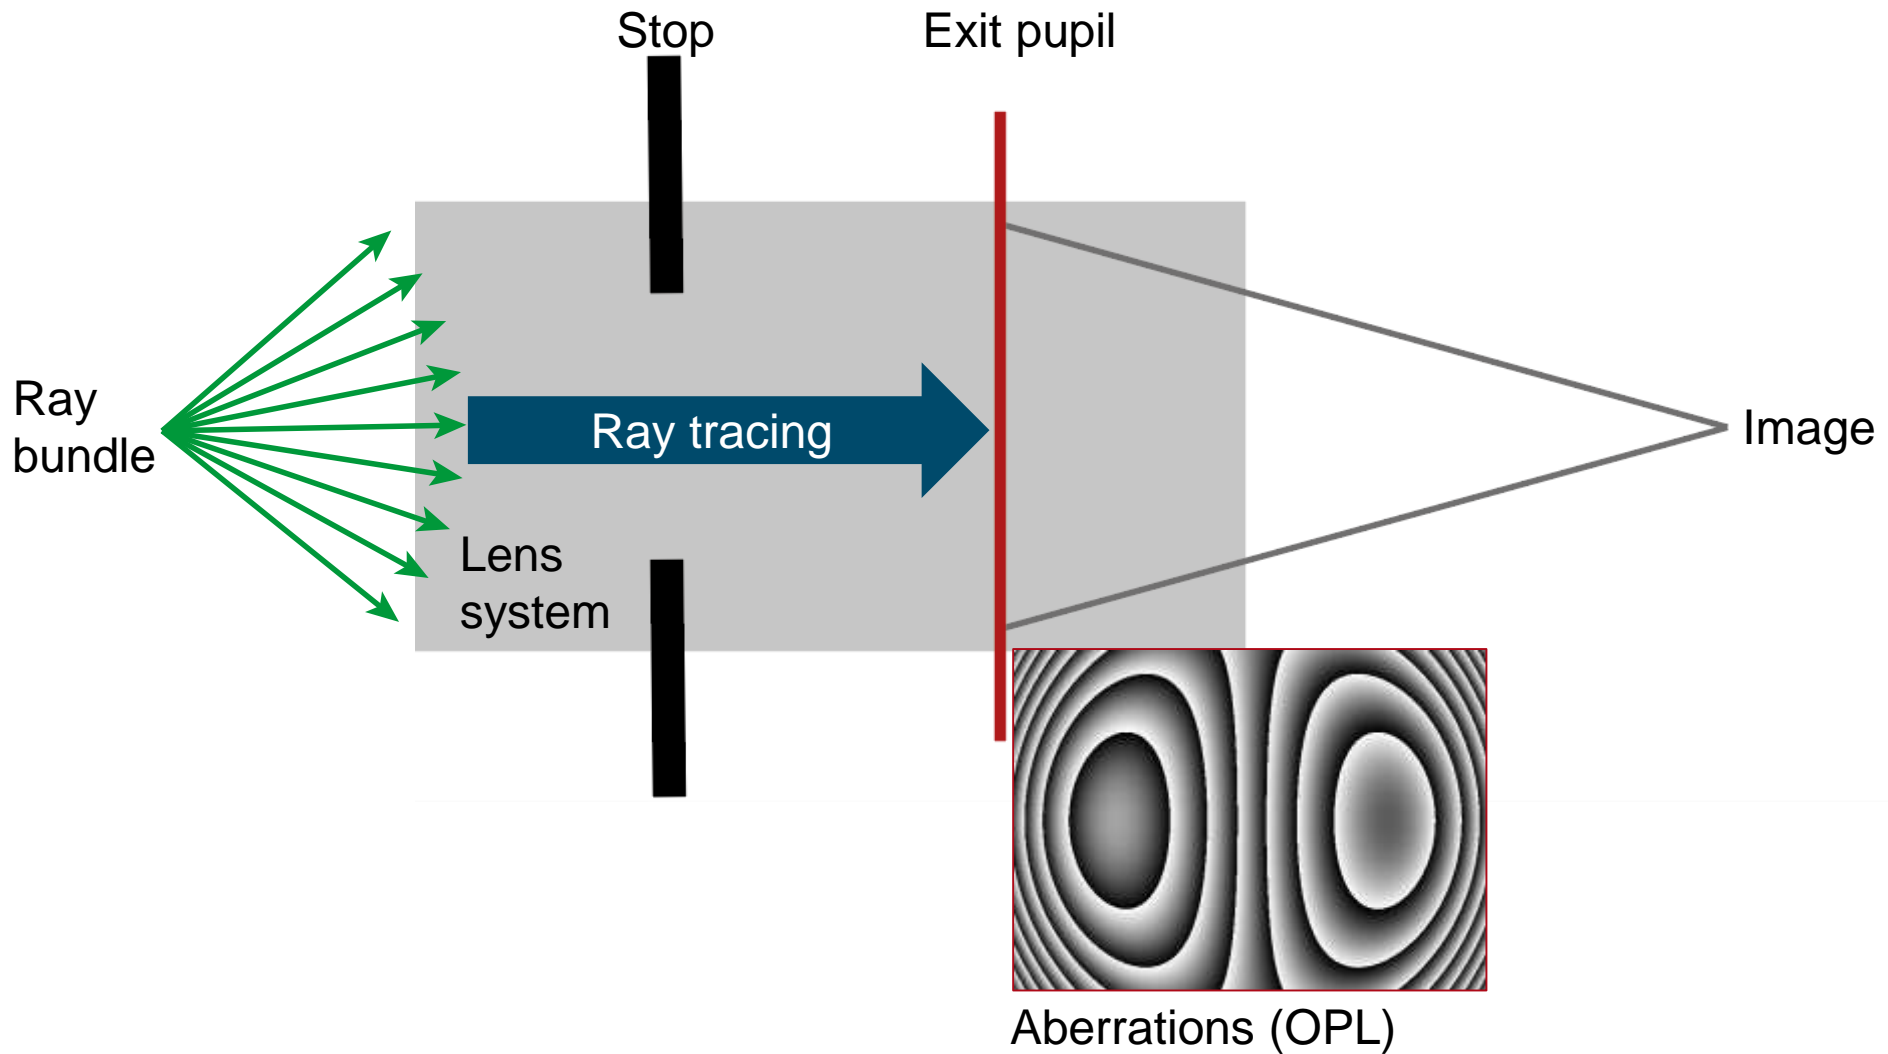 Stop
Exit pupil
Ray
bundle
Ray tracing
Image
Lens
system
Aberrations (OPL)